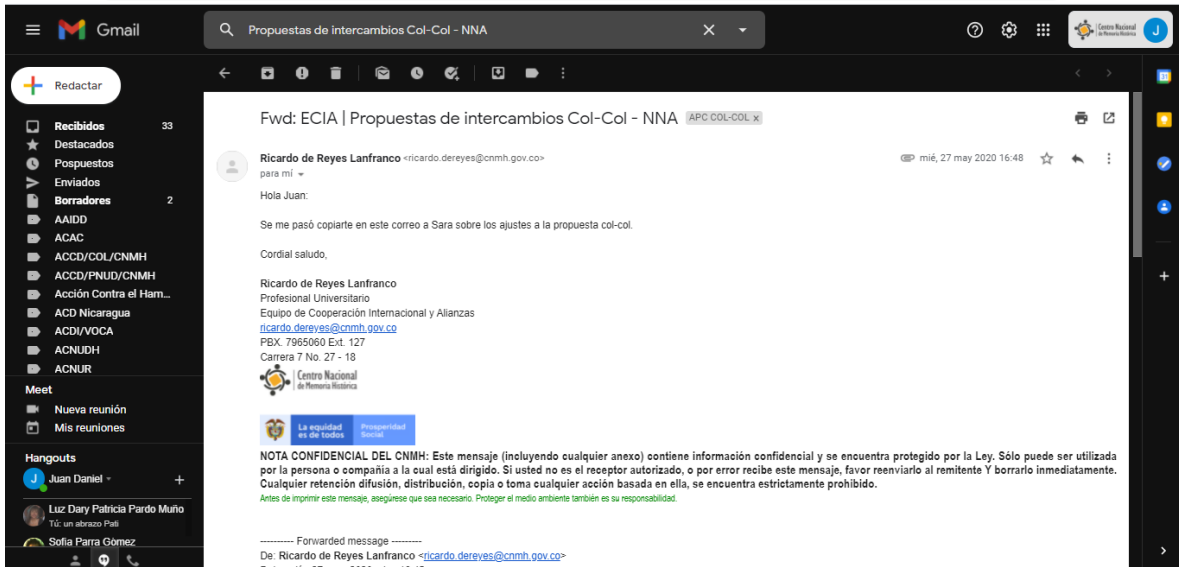 Gmail
Propuestas de intercambios Col-Col - NNA
Centro Nacional
de Memoria Histórica
J
Redactar
Recibidos 33
Destacados
Pospuestos
Enviados
Borradores 2
AAIDD
ACAC
ACCD/COL/CNMH
ACCD/PNUD/CNMH
Acción Contra el Ham...
ACD Nicaragua
ACDI/VOCA
ACNUDH
ACNUR
Meet
Nueva reunión
Mis reuniones
Hangouts
J Juan Daniel
Luz Dary Patricia Pardo Muño
Tú: un abrazo Pati
Sofia Parra Gómez
Fwd: ECIA | Propuestas de intercambios Col-Col - NNA APC COL-COL x
Ricardo de Reyes Lanfranco <ricardo.dereyes@cnmh.gov.co> mié, 27 may 2020 16:48
para mí
Hola Juan:
Se me pasó copiarte en este correo a Sara sobre los ajustes a la propuesta col-col.
Cordial saludo,
Ricardo de Reyes Lanfranco
Profesional Universitario
Equipo de Cooperación Internacional y Alianzas
ricardo.dereyes@cnmh.gov.co
PBX. 7965060 Ext. 127
Carrera 7 No. 27 - 18
Centro Nacional
de Memoria Histórica
La equidad
es de todos
Prosperidad
Social
NOTA CONFIDENCIAL DEL CNMH: Este mensaje (incluyendo cualquier anexo) contiene información confidencial y se encuentra protegido por la Ley. Sólo puede ser utilizada
por la persona o compañia a la cual está dirigido. Si usted no es el receptor autorizado, o por error recibe este mensaje, favor reenviarlo al remitente Y borrarlo inmediatamente.
Cualquier retención difusión, distribución, copia o toma cualquier acción basada en ella, se encuentra estrictamente prohibido.
Antes de imprimir este mensaje, asegúrese que sea necesario. Proteger el medio ambiente también es su responsabilidad.
---------- Forwarded message ---------
De: Ricardo de Reyes Lanfranco <ricardo.dereyes@cnmh.gov.co>